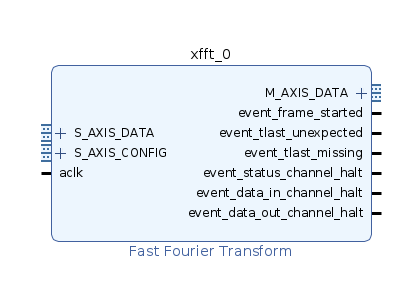 xfft_0
M_AXIS_DATA
event_frame_started
S_AXIS_DATA
event_tlast_unexpected
S_AXIS_CONFIG
event_tlast_missing
aclk
event_status_channel_halt
event_data_in_channel_halt
event_data_out_channel_halt
Fast Fourier Transform